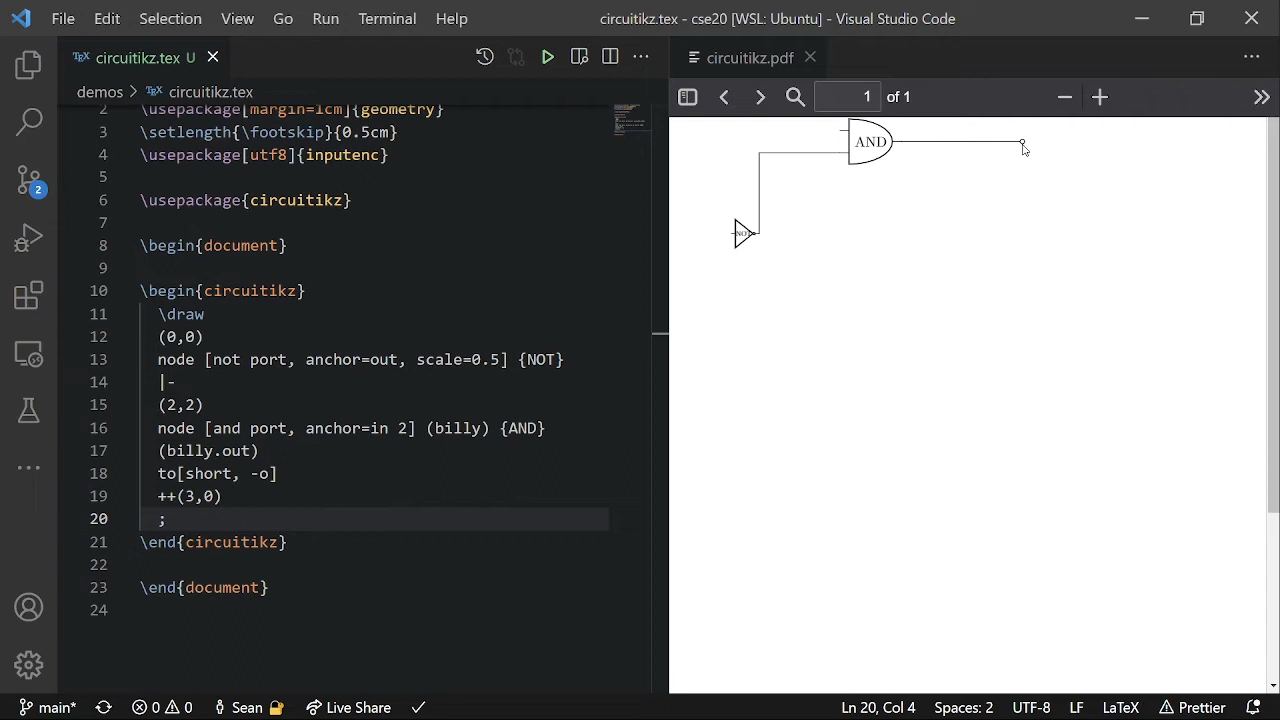 File Edit Selection View Go Run Terminal Help circuitikz.tex - cse20 [WSL: Ubuntu] - Visual Studio Code
circuitikz.tex U
circuitikz.pdf
demos > circuitikz.tex
1 of 1
2 \usepackage[margin=1cm]{geometry}
3 \setlength{\footskip}{0.5cm}
4 \usepackage[utf8]{inputenc}
5
6 \usepackage{circuitikz}
7
8 \begin{document}
9
10 \begin{circuitikz}
11 \draw
12 (0,0)
13 node [not port, anchor=out, scale=0.5] {NOT}
14 |-
15 (2,2)
16 node [and port, anchor=in 2] (billy) {AND}
17 (billy.out)
18 to[short, -o]
19 ++(3,0)
20 ;
21 \end{circuitikz}
22
23 \end{document}
24
AND
NOT
2
main* 0 0 Sean Live Share Ln 20, Col 4 Spaces: 2 UTF-8 LF LaTeX Prettier